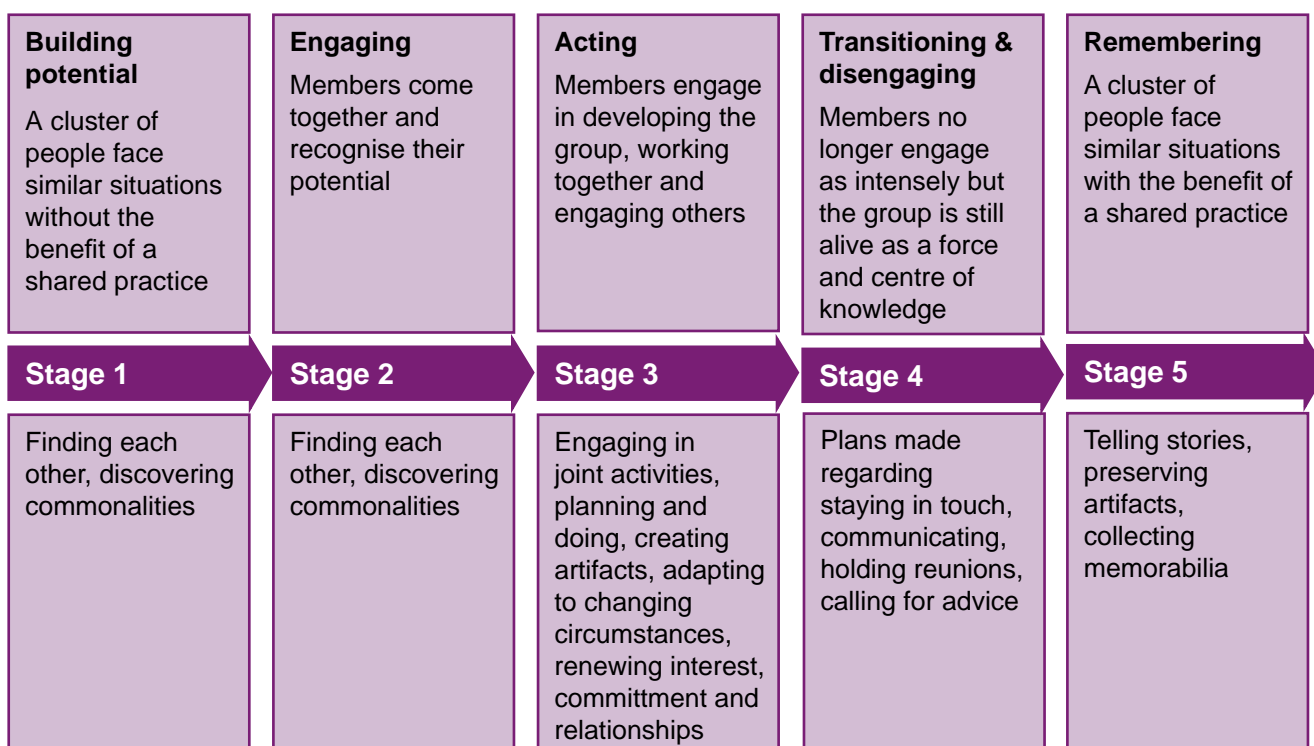 Building
potential
A cluster of
people face
similar situations
without the
benefit of a
shared practice
Engaging
Members come
together and
recognise their
potential
Acting
Members engage
in developing the
group, working
together and
engaging others
Transitioning &
disengaging
Members no
longer engage
as intensely but
the group is still
alive as a force
and centre of
knowledge
Remembering
A cluster of
people face
similar situations
with the benefit of
a shared practice
Stage 1
Stage 2
Stage 3
Stage 4
Stage 5
Finding each
other, discovering
commonalities
Finding each
other, discovering
commonalities
Engaging in
joint activities,
planning and
doing, creating
artifacts, adapting
to changing
circumstances,
renewing interest,
committment and
relationships
Plans made
regarding
staying in touch,
communicating,
holding reunions,
calling for advice
Telling stories,
preserving
artifacts,
collecting
memorabilia